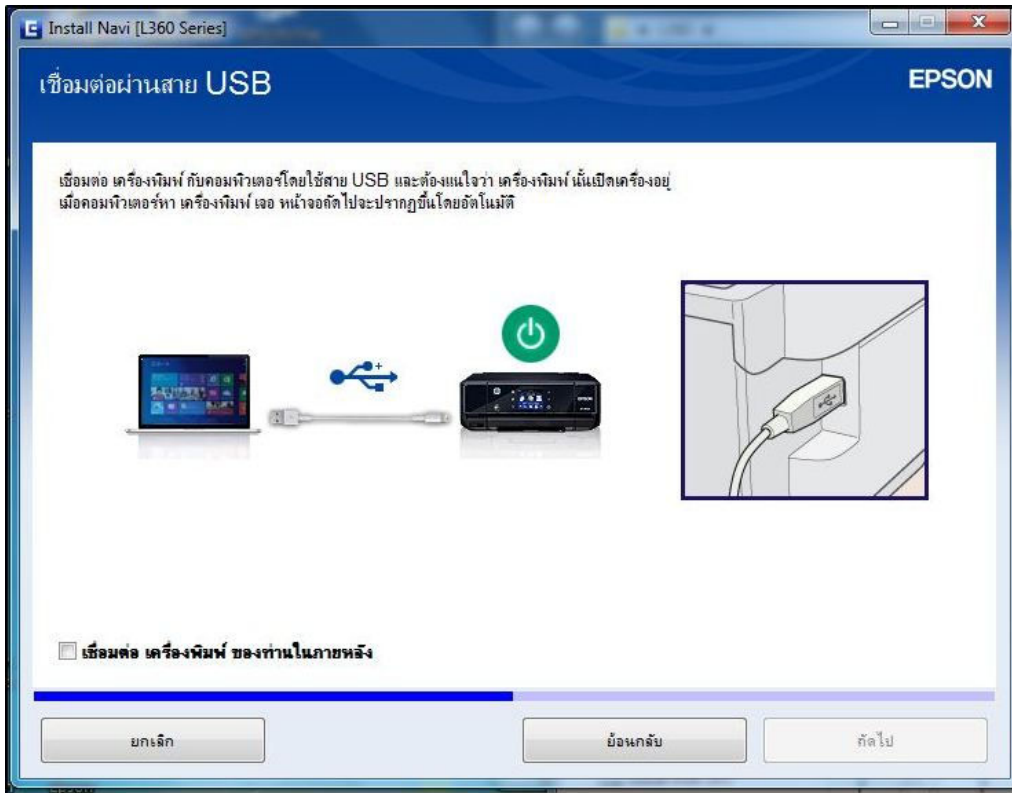 Install Navi [L360 Series]
เชื่อมต่อผ่านสาย USB
EPSON
เชื่อมต่อ เครื่องพิมพ์ กับคอมพิวเตอร์โดยใช้สาย USB และต้องแน่ใจว่า เครื่องพิมพ์ นั้นเปิดเครื่องอยู่
เมื่อคอมพิวเตอร์หา เครื่องพิมพ์ เจอ หน้าจอถัดไปจะปรากฏขึ้นโดยอัตโนมัติ
เชื่อมต่อ เครื่องพิมพ์ ของท่านในภายหลัง
ยกเลิก
ย้อนกลับ
ถัดไป